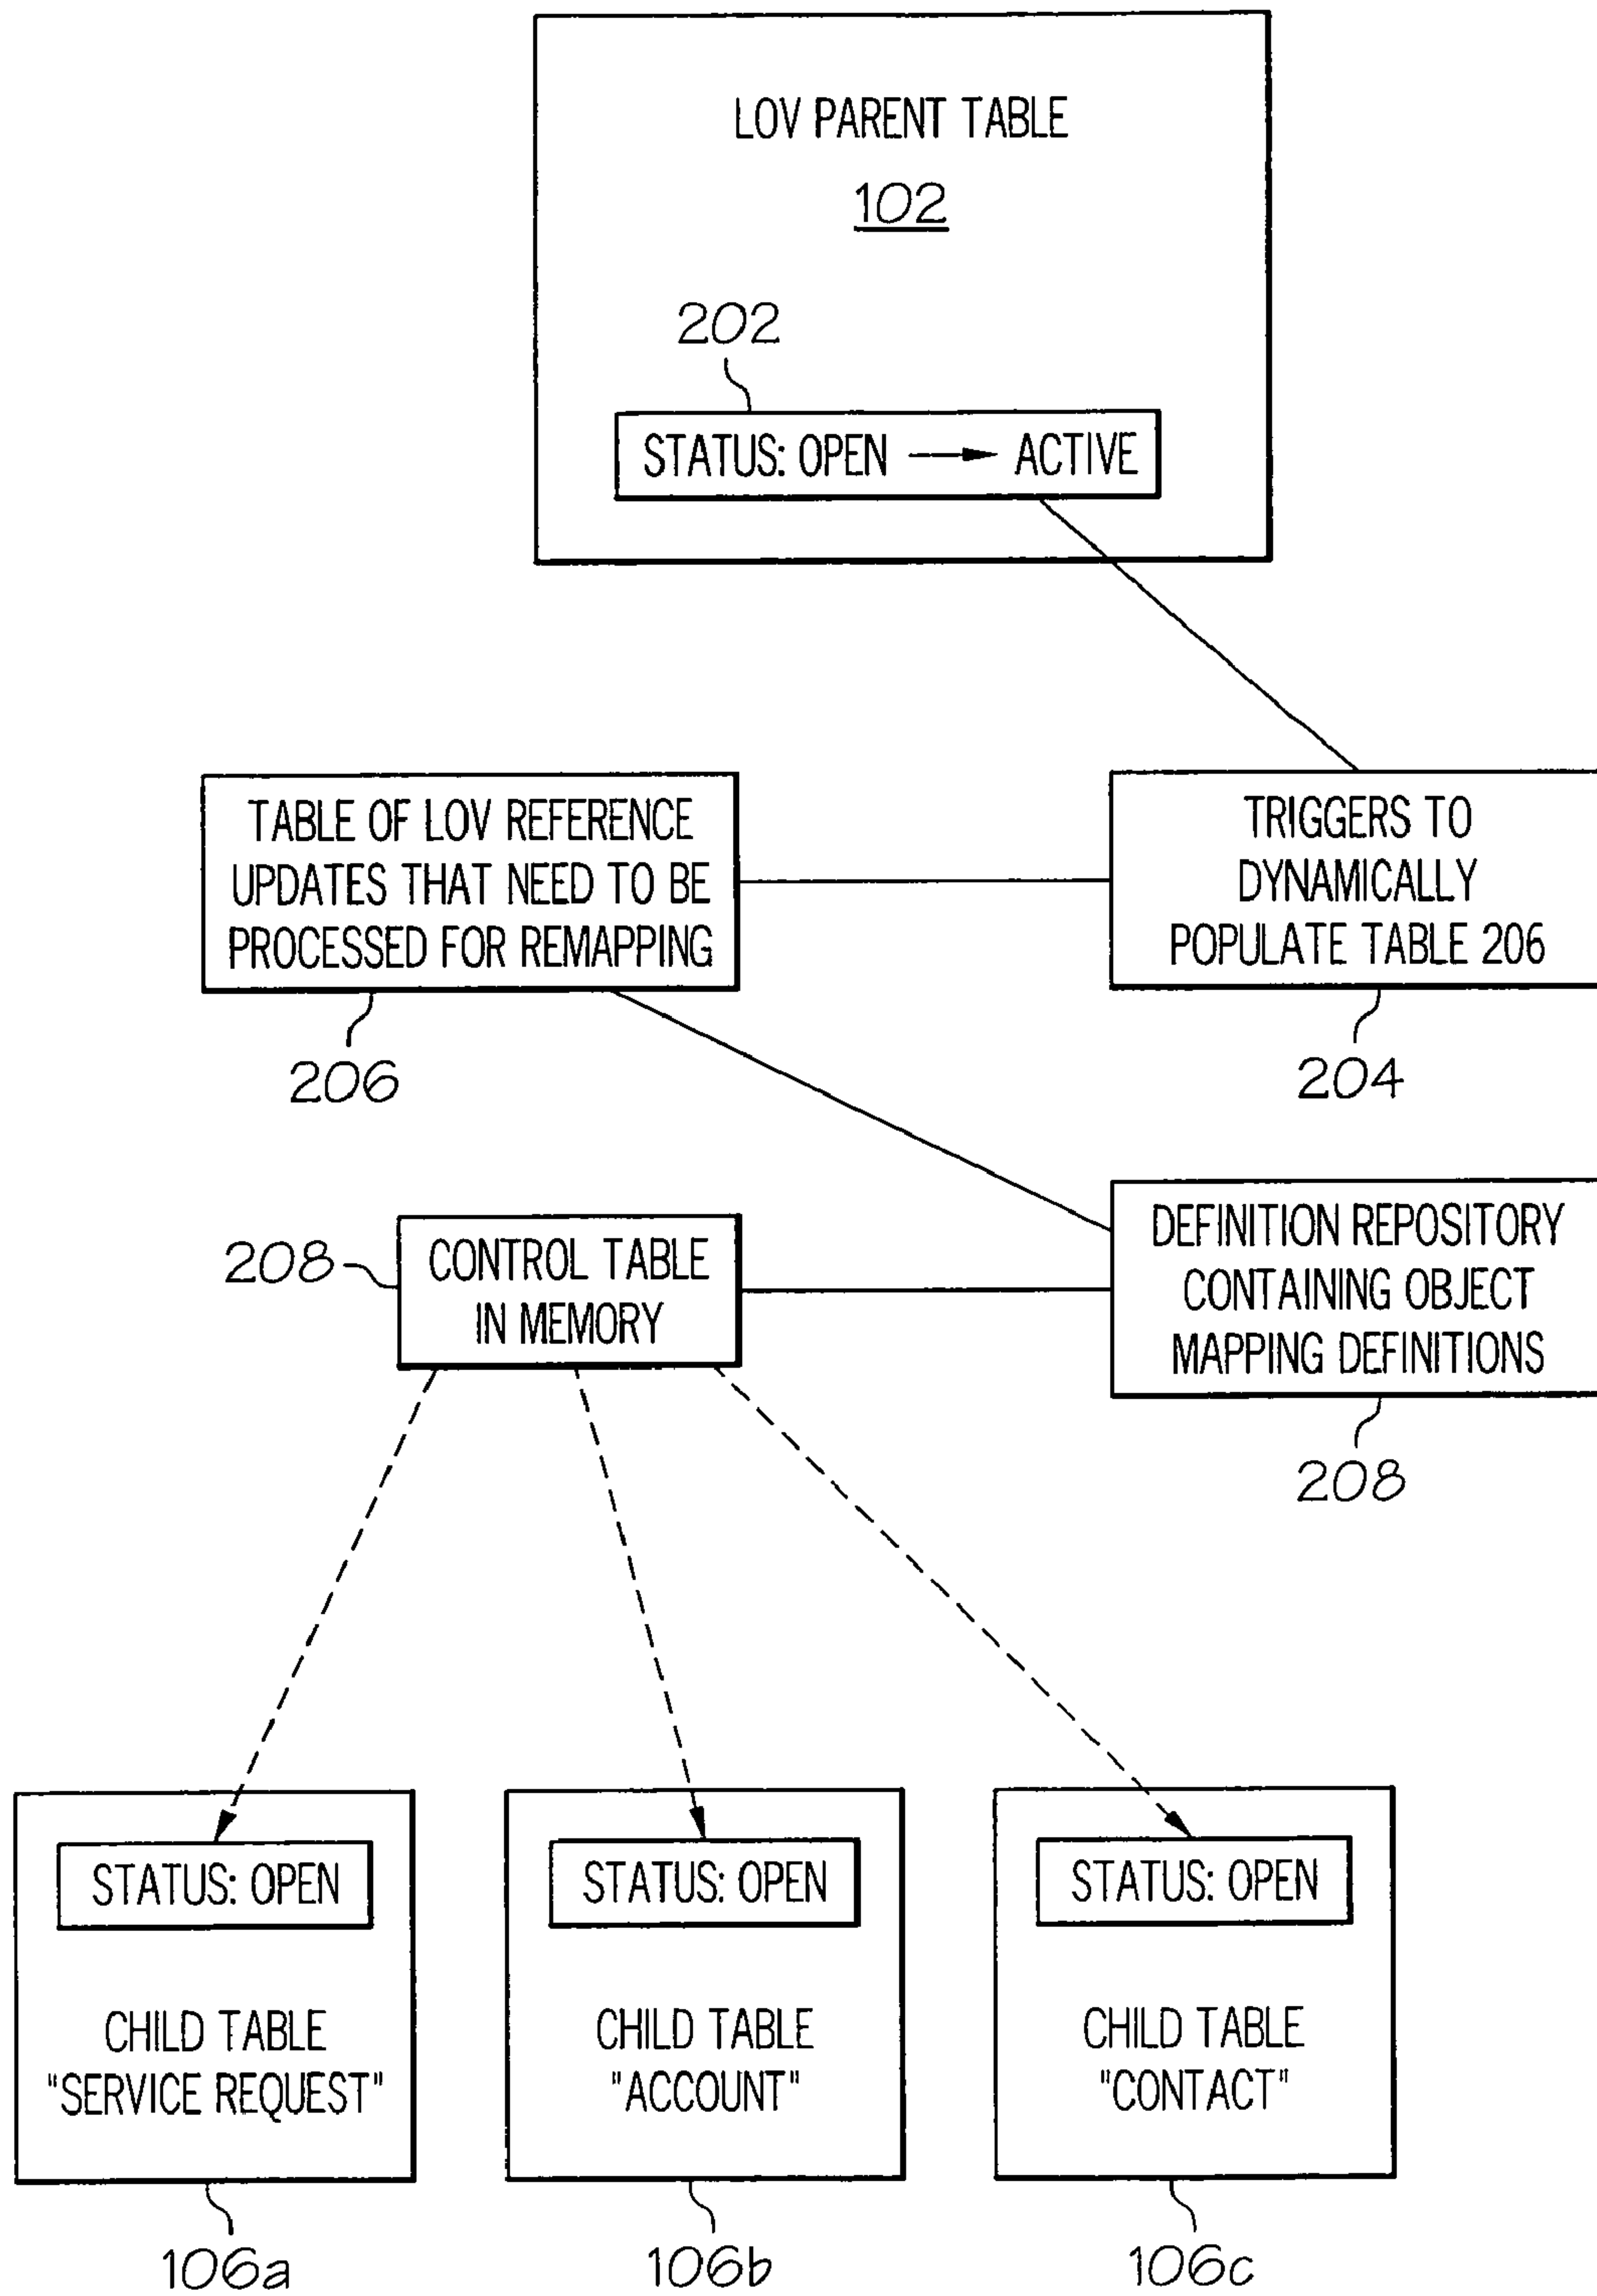 LOV PARENT TABLE
102
202
STATUS: OPEN → ACTIVE
TABLE OF LOV REFERENCE
UPDATES THAT NEED TO BE
PROCESSED FOR REMAPPING
206
TRIGGERS TO
DYNAMICALLY
POPULATE TABLE 206
204
208
CONTROL TABLE
IN MEMORY
DEFINITION REPOSITORY
CONTAINING OBJECT
MAPPING DEFINITIONS
208
STATUS: OPEN
CHILD TABLE
"SERVICE REQUEST"
106a
STATUS: OPEN
CHILD TABLE
"ACCOUNT"
106b
STATUS: OPEN
CHILD TABLE
"CONTACT"
106c